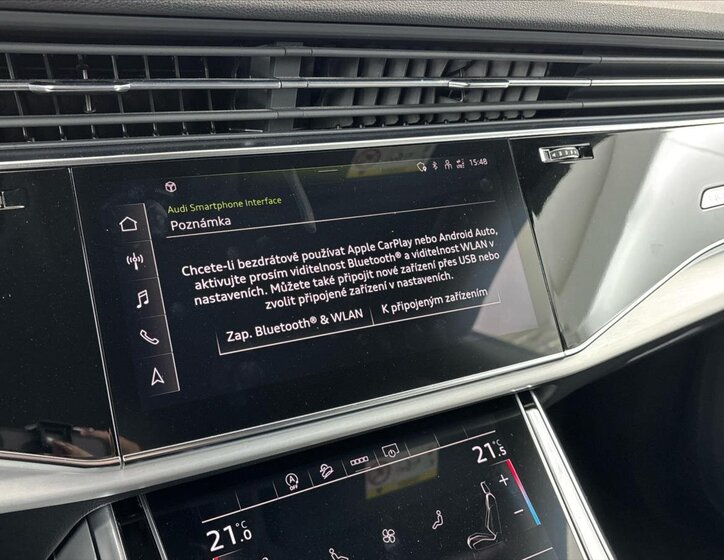 15:48
Audi Smartphone Interface
Poznámka
Chcete-li bezdrátově používat Apple CarPlay nebo Android Auto,
aktivujte prosím viditelnost Bluetooth® a viditelnost WLAN v
nastaveních. Můžete také připojit nové zařízení přes USB nebo
zvolit připojené zařízení v nastaveních.
Zap. Bluetooth® & WLAN K připojeným zařízením
A OFF
21.0 °C 21.5 °C
+
−